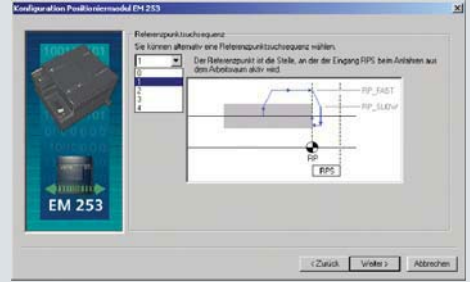 Konfiguration Positioniermodul EM 253
Referenzpunktsuchsequenz
Sie können alternativ eine Referenzpunktsuchsequenz wählen.
1
Der Referenzpunkt ist die Stelle, an der der Eingang RPS beim Anfahren aus
dem Arbeitsraum aktiv wird.
0
1
2
3
4
RP_FAST
RP_SLOW
RP
RPS
EM 253
< Zurück
Weiter >
Abbrechen